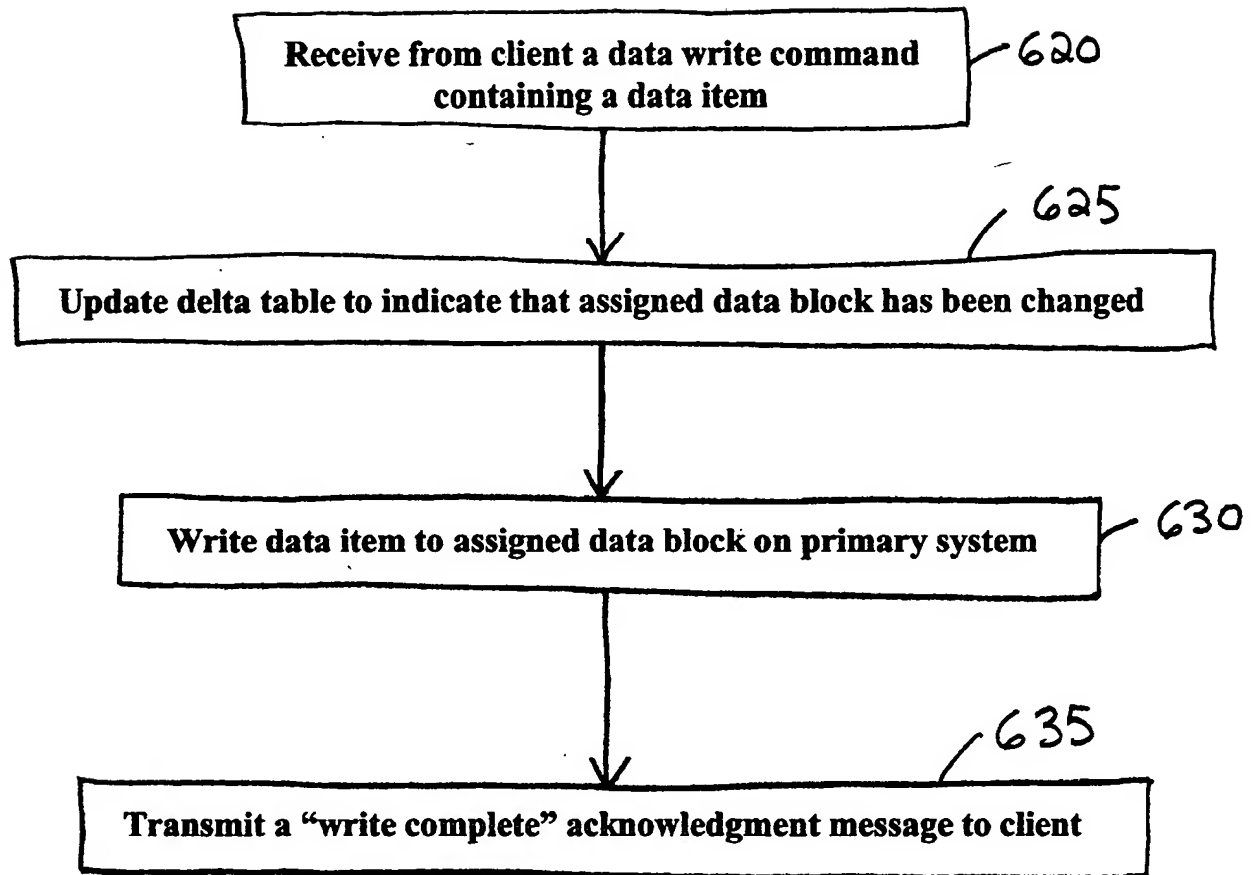 Receive from client a data write command
containing a data item
620
625
Update delta table to indicate that assigned data block has been changed
Write data item to assigned data block on primary system
630
635
Transmit a “write complete” acknowledgment message to client